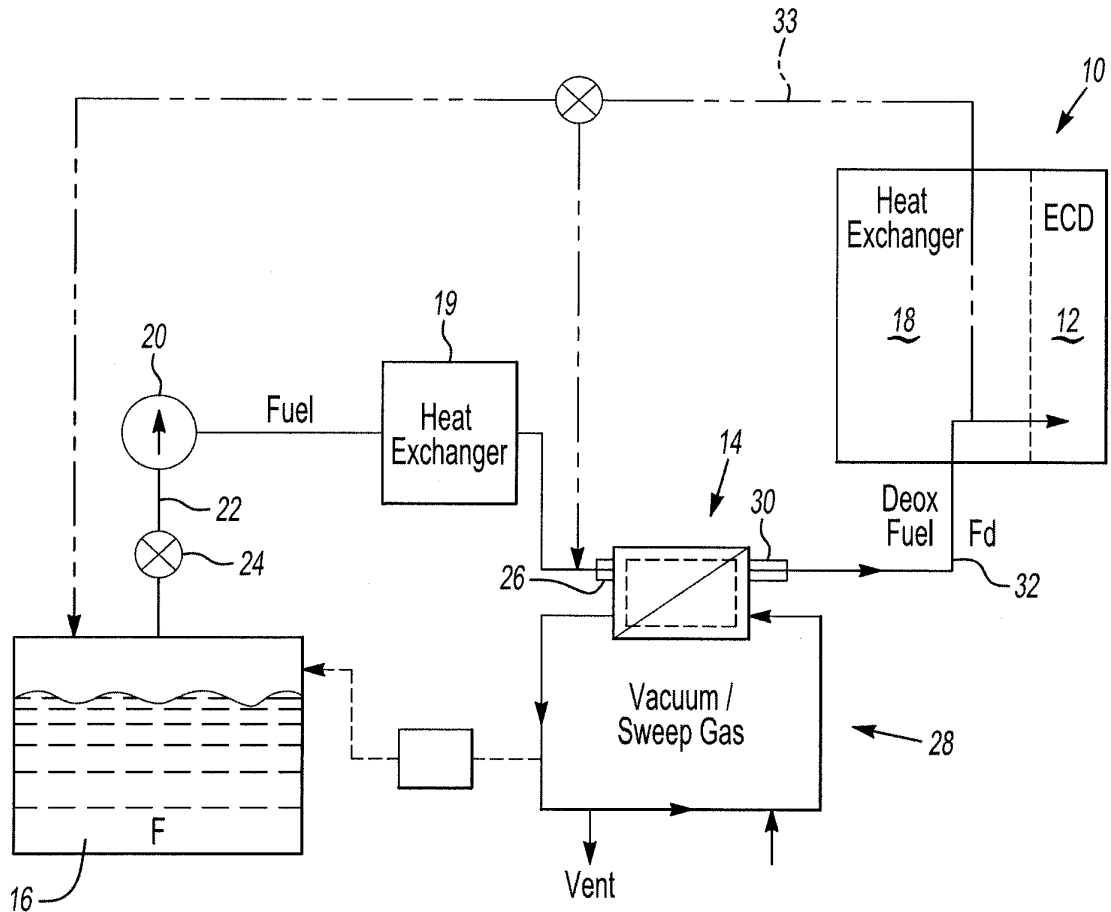 33
10
Heat
Exchanger
ECD
18
12
19
20
Fuel
Heat
Exchanger
14
22
30
Deox
Fuel
Fd
24
26
32
Vacuum /
Sweep Gas
28
F
16
Vent